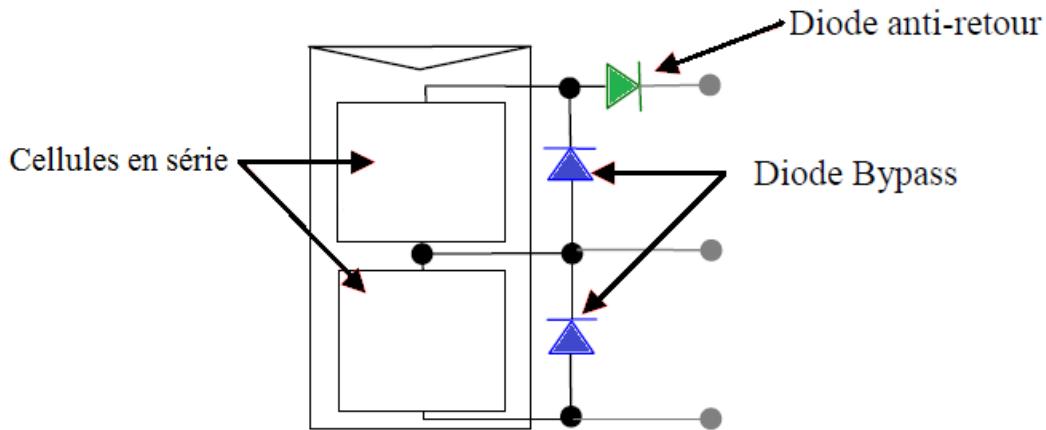 Diode anti-retour
Cellules en série
Diode Bypass